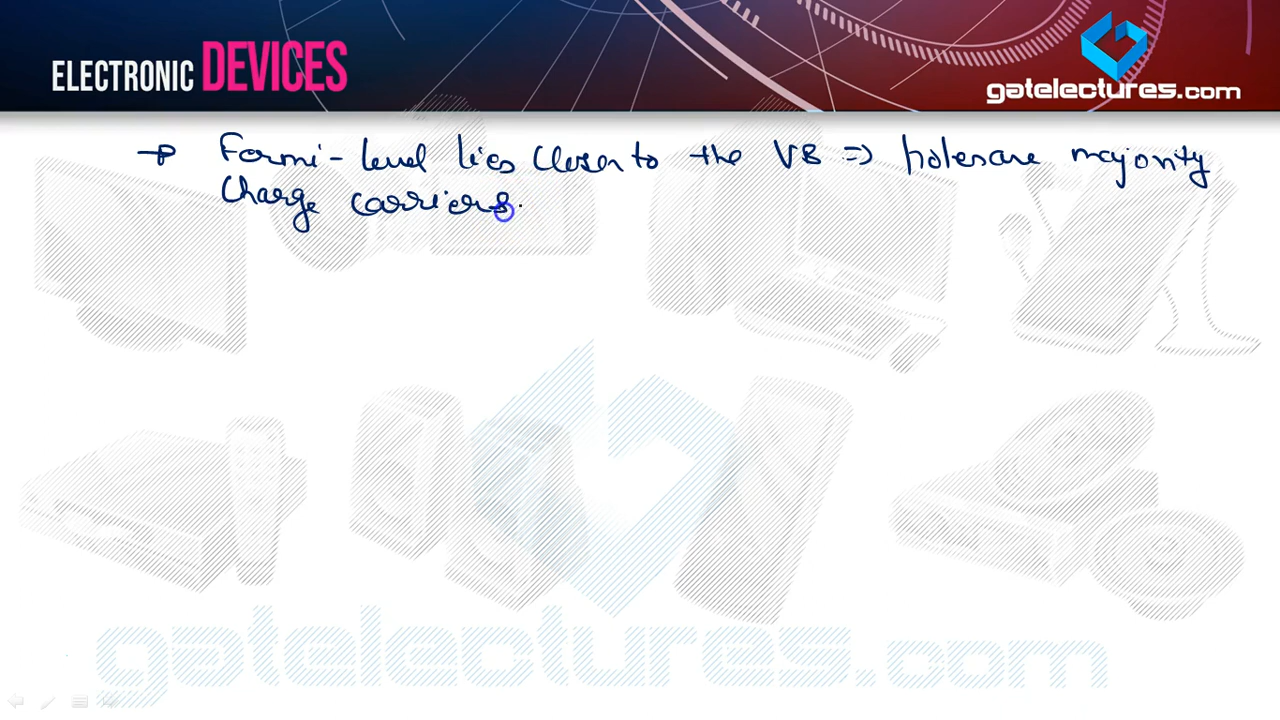 ELECTRONIC DEVICES
gatelectures.com
→ Fermi-level lies closer to the VB => holes are majority
charge carriers.
gatelectures.com